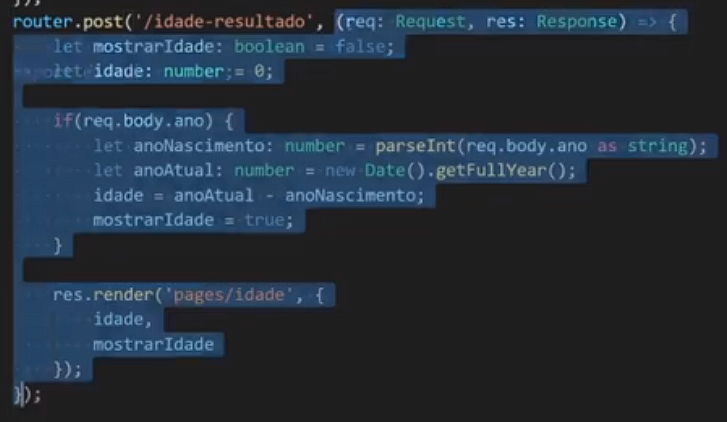 });
router.post('/idade-resultado', (req: Request, res: Response) => {
let mostrarIdade: boolean = false;
let idade: number = 0;
if(req.body.ano) {
let anoNascimento: number = parseInt(req.body.ano as string);
let anoAtual: number = new Date().getFullYear();
idade = anoAtual - anoNascimento;
mostrarIdade = true;
}
res.render('pages/idade', {
idade,
mostrarIdade
});
});